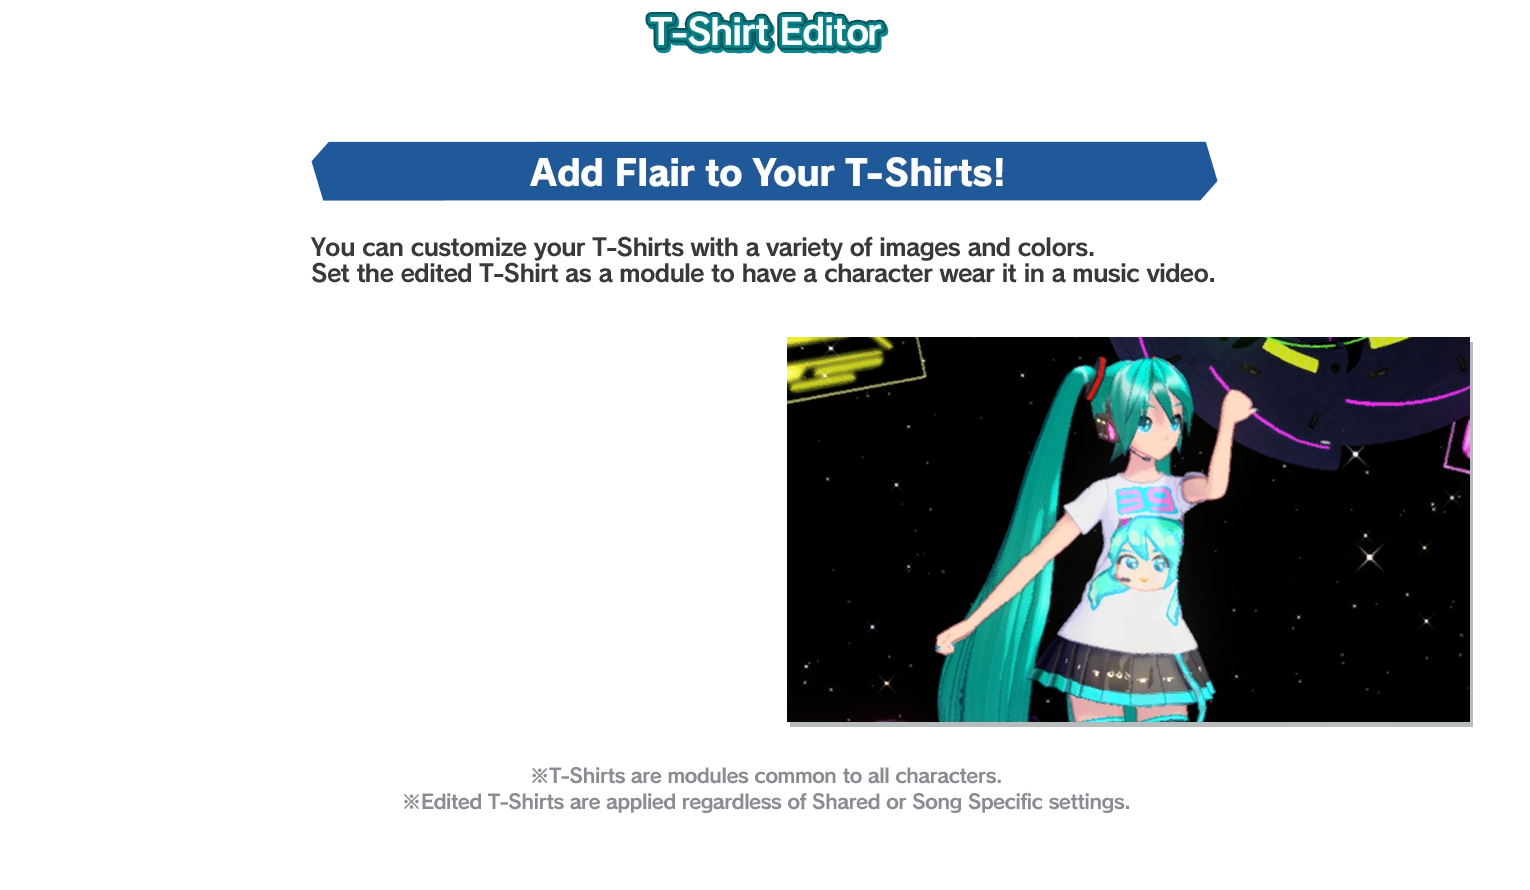 T-Shirt Editor
Add Flair to Your T-Shirts!
You can customize your T-Shirts with a variety of images and colors.
Set the edited T-Shirt as a module to have a character wear it in a music video.
39
※T-Shirts are modules common to all characters.
※Edited T-Shirts are applied regardless of Shared or Song Specific settings.